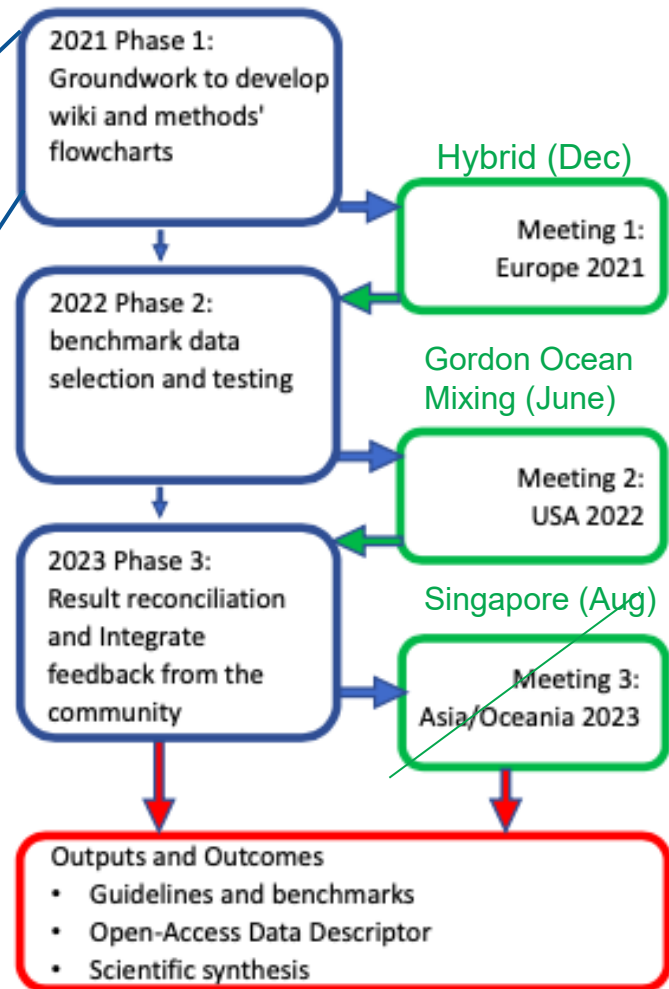 2021 Phase 1:
Groundwork to develop
wiki and methods'
flowcharts
Hybrid (Dec)
Meeting 1:
Europe 2021
2022 Phase 2:
benchmark data
selection and testing
Gordon Ocean
Mixing (June)
Meeting 2:
USA 2022
2023 Phase 3:
Result reconciliation
and Integrate
feedback from the
community
Singapore (Aug)
Meeting 3:
Asia/Oceania 2023
Outputs and Outcomes
• Guidelines and benchmarks
• Open-Access Data Descriptor
• Scientific synthesis